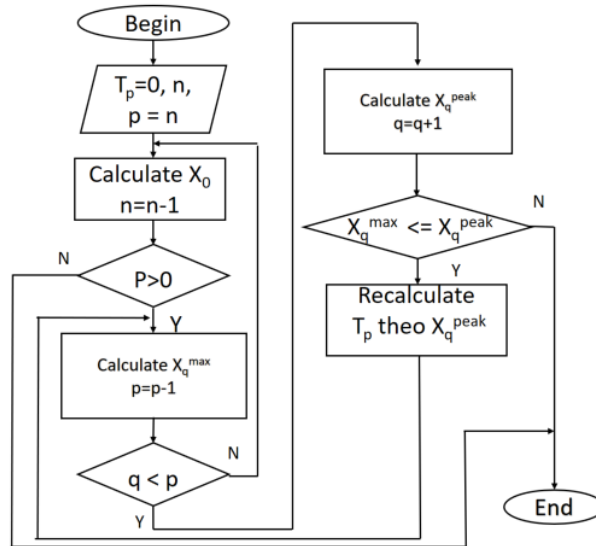 Begin
T_p=0, n,
p = n
Calculate X_0
n=n-1
N
P>0
Y
Calculate X_q^max
p=p-1
N
q < p
Y
Calculate X_q^peak
q=q+1
N
X_q^max <= X_q^peak
Y
Recalculate
T_p theo X_q^peak
End